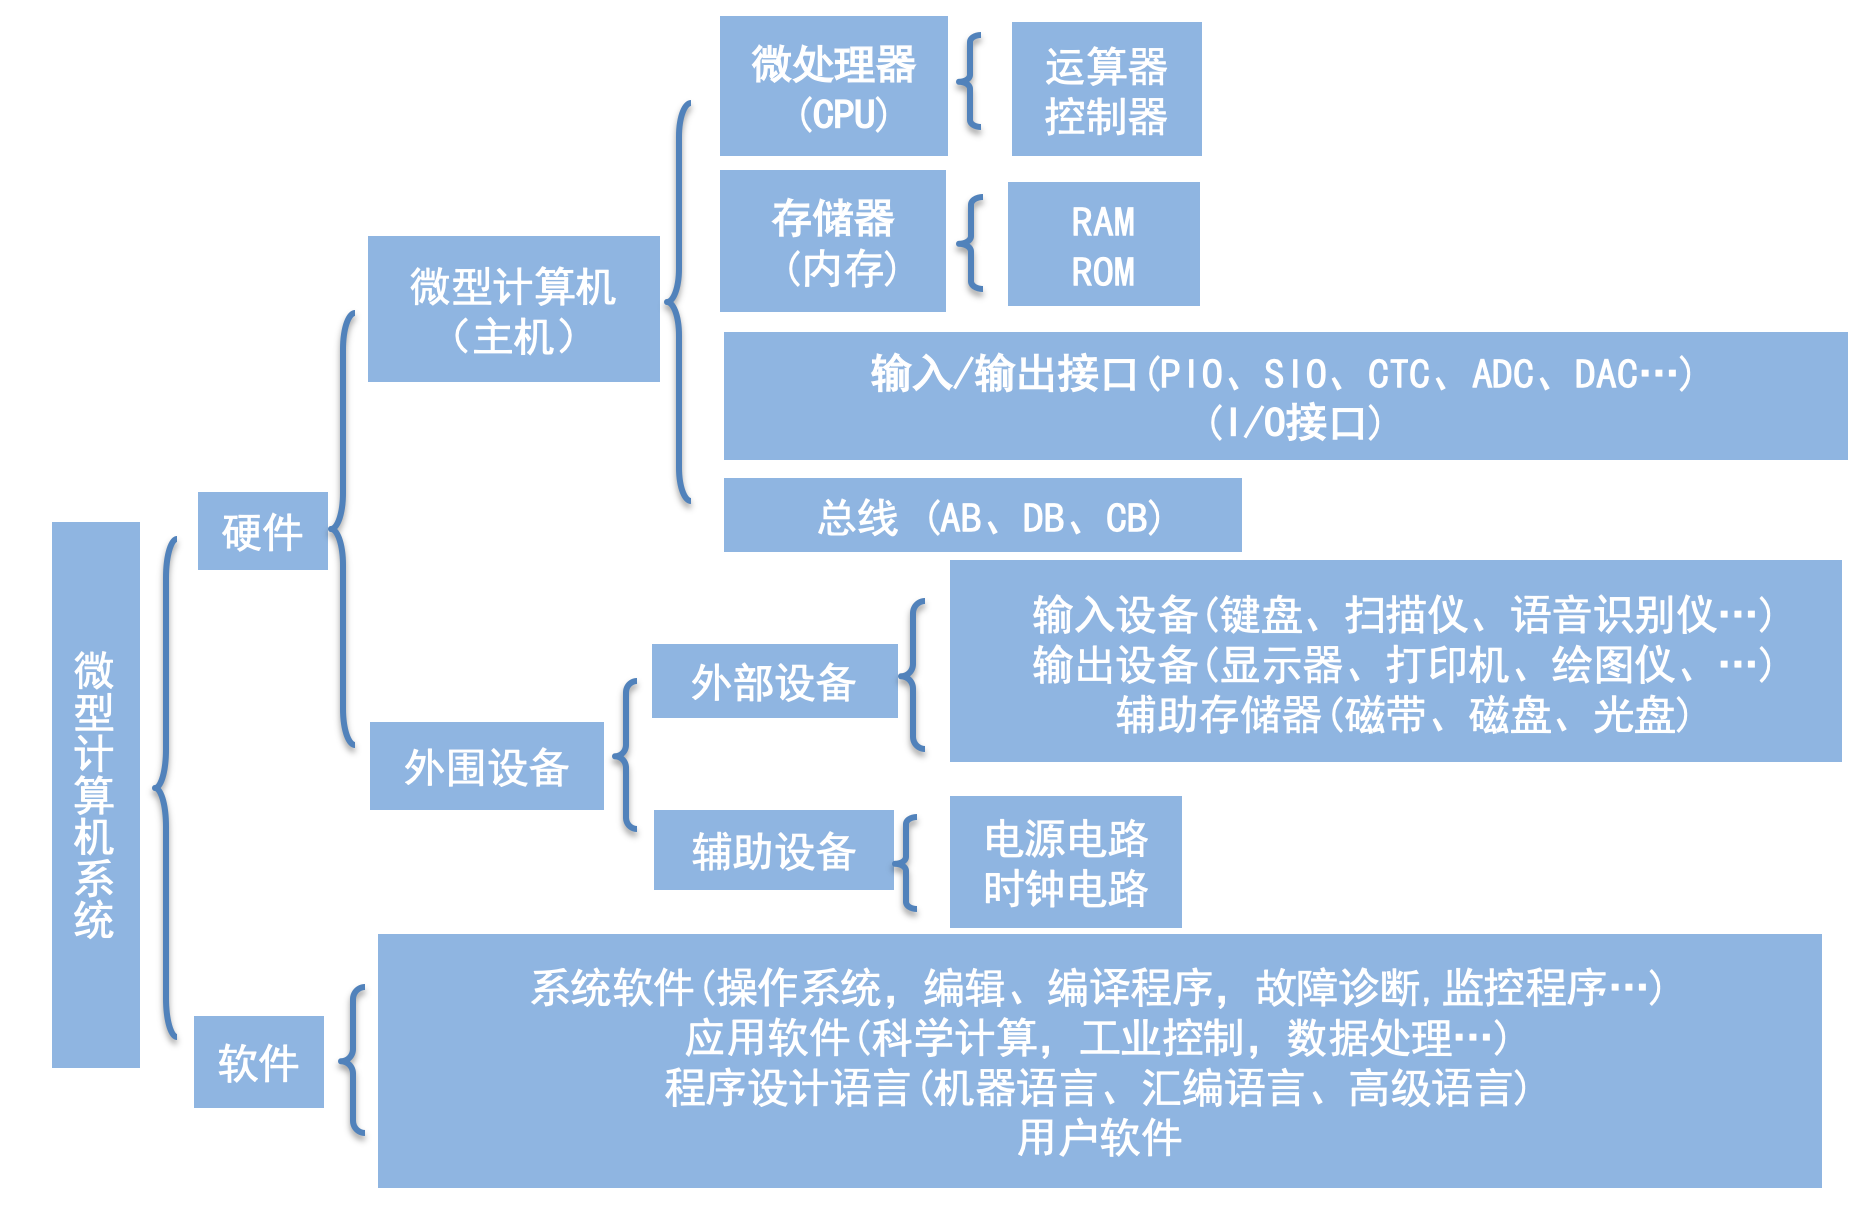 微型计算机系统
硬件
微型计算机
（主机）
微处理器
(CPU)
运算器
控制器
存储器
(内存)
RAM
ROM
输入/输出接口(PIO、SIO、CTC、ADC、DAC…)
(I/O接口)
总线 (AB、DB、CB)
外围设备
外部设备
输入设备(键盘、扫描仪、语音识别仪…)
输出设备(显示器、打印机、绘图仪、…)
辅助存储器(磁带、磁盘、光盘)
辅助设备
电源电路
时钟电路
软件
系统软件(操作系统，编辑、编译程序，故障诊断,监控程序…)
应用软件(科学计算，工业控制，数据处理…)
程序设计语言(机器语言、汇编语言、高级语言)
用户软件